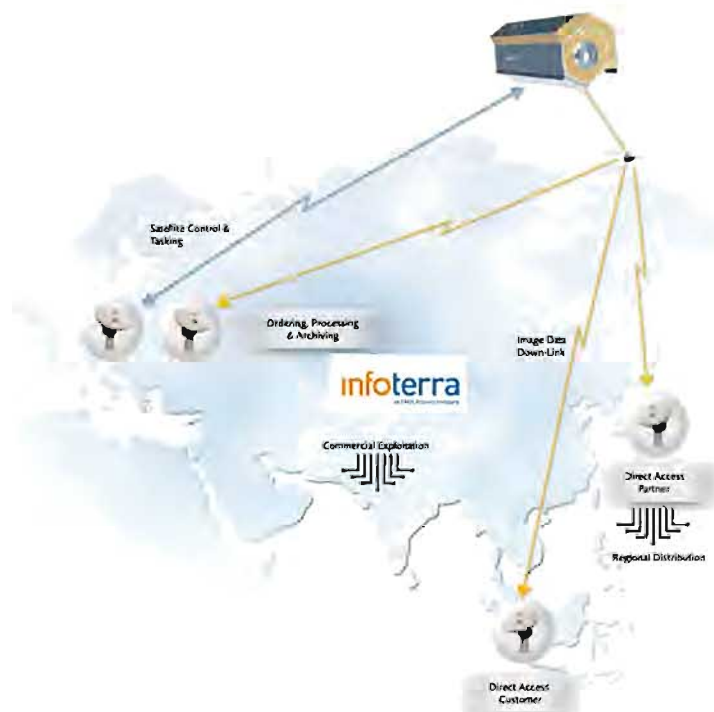 Satellite Control &
Tasking
Ordering, Processing
& Archiving
Image Data
Down-Link
infoterra
Commercial Exploitation
Direct Access
Partner
Regional Distribution
Direct Access
Customer